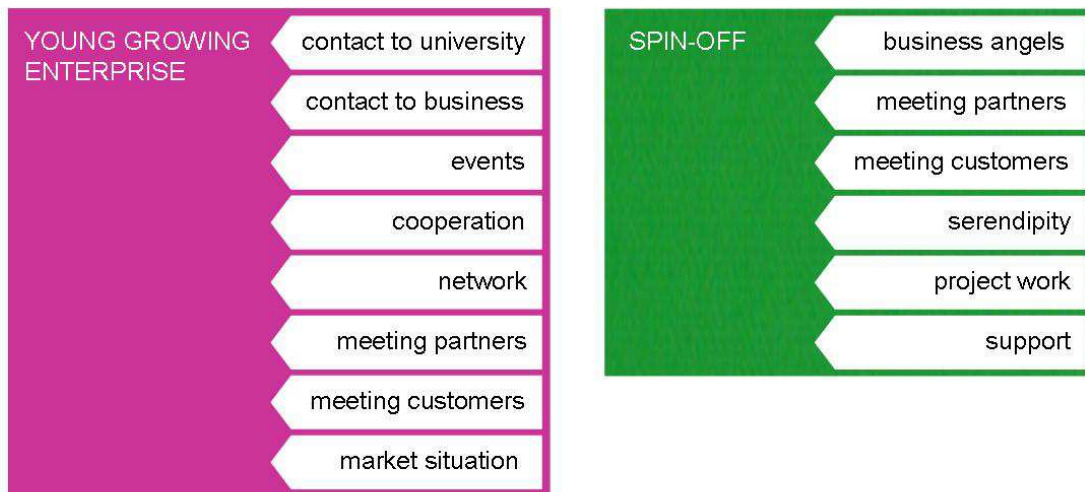 YOUNG GROWING
ENTERPRISE
contact to university
contact to business
events
cooperation
network
meeting partners
meeting customers
market situation
SPIN-OFF
business angels
meeting partners
meeting customers
serendipity
project work
support